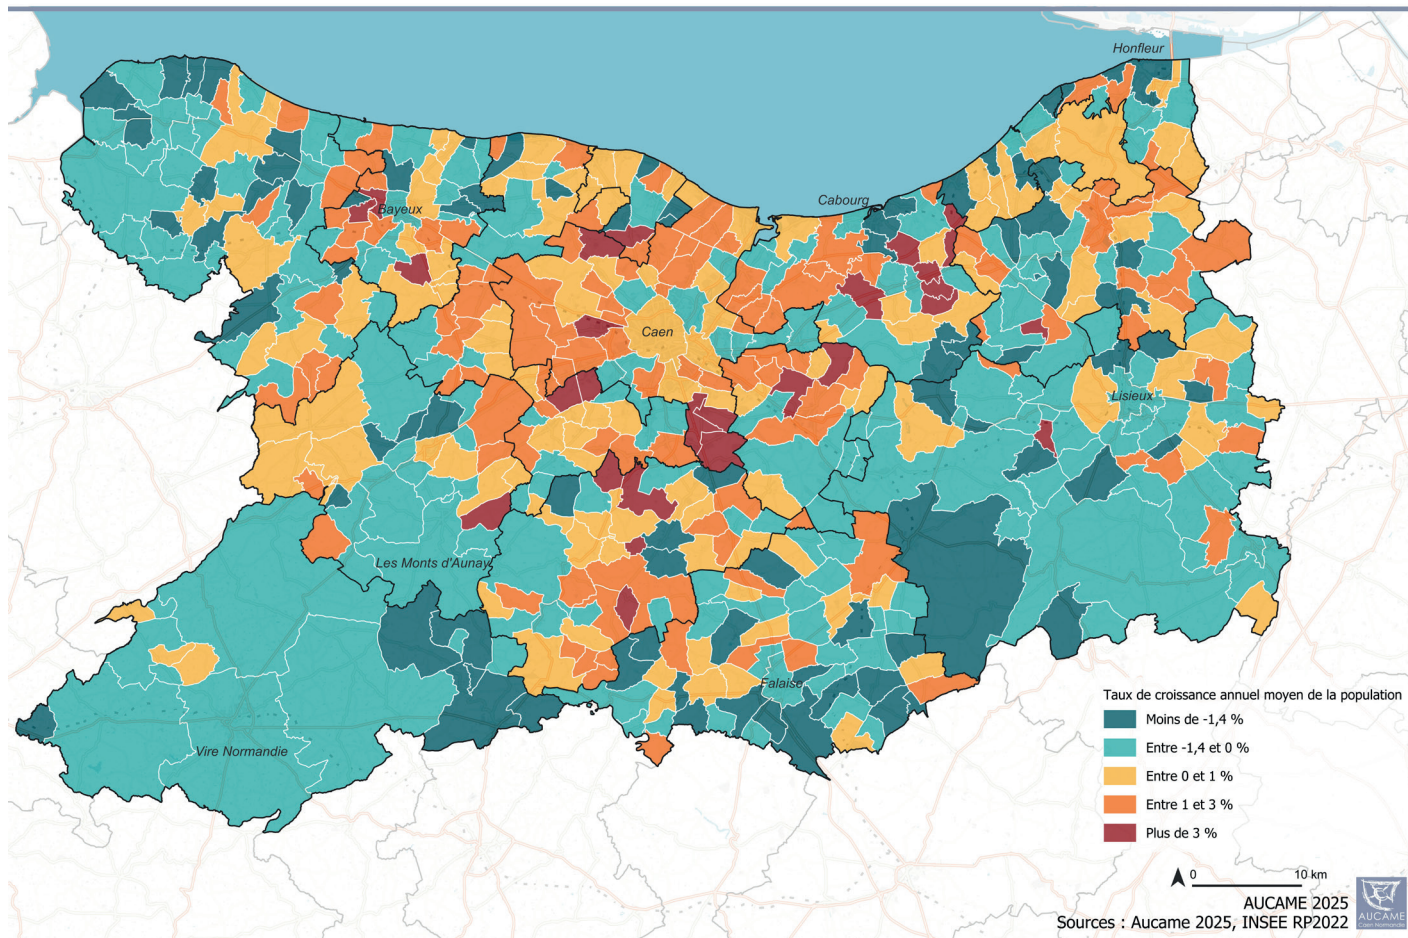 Honfleur
Cabourg
Bayeux
Caen
Lisieux
Les Monts d'Aunay
Falaise
Vire Normandie
Taux de croissance annuel moyen de la population
Moins de -1,4 %
Entre -1,4 et 0 %
Entre 0 et 1 %
Entre 1 et 3 %
Plus de 3 %
0 10 km
AUCAME 2025
Sources : Aucame 2025, INSEE RP2022
AUCAME
Caen Normandie